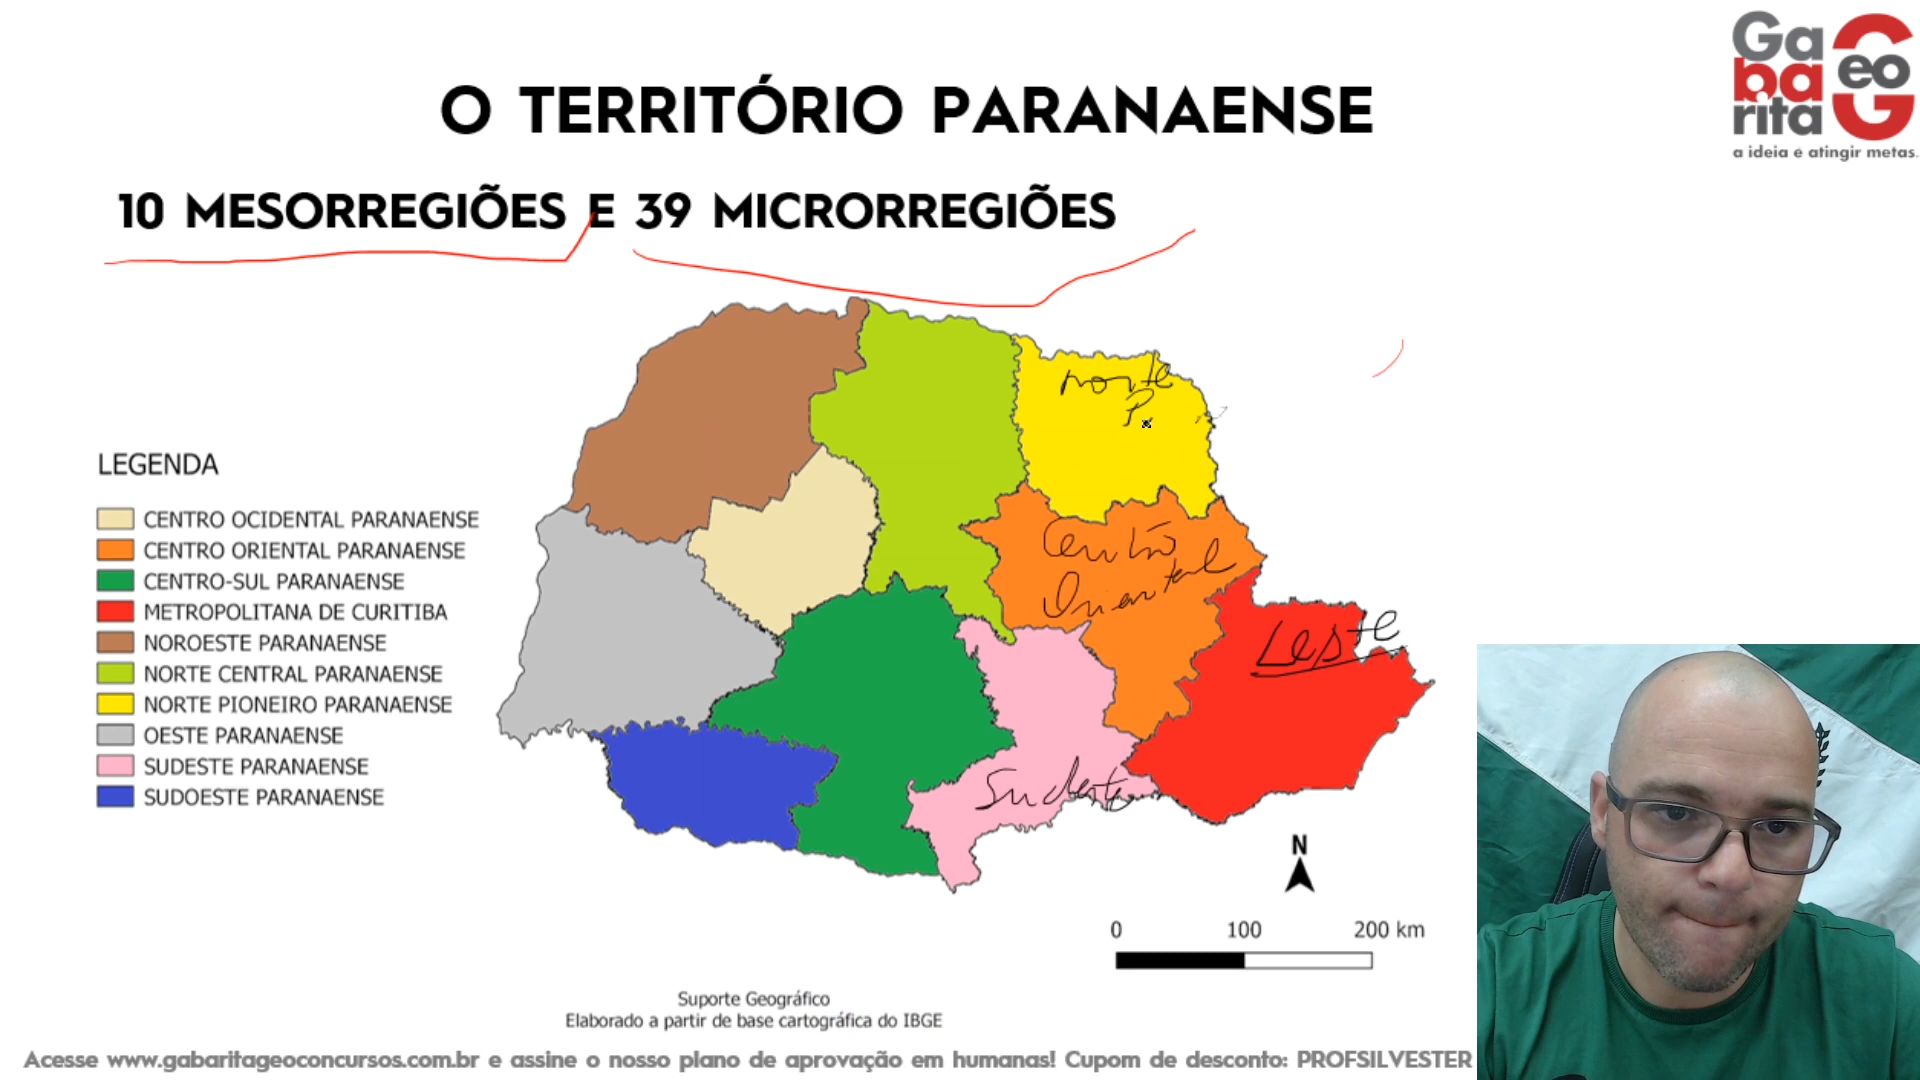 Ga
ba
rita
eo
a ideia e atingir metas.
O TERRITÓRIO PARANAENSE
10 MESORREGIÕES E 39 MICRORREGIÕES
norte
P.
LEGENDA
CENTRO OCIDENTAL PARANAENSE
CENTRO ORIENTAL PARANAENSE
CENTRO-SUL PARANAENSE
METROPOLITANA DE CURITIBA
NOROESTE PARANAENSE
NORTE CENTRAL PARANAENSE
NORTE PIONEIRO PARANAENSE
OESTE PARANAENSE
SUDESTE PARANAENSE
SUDOESTE PARANAENSE
Centro
Oriental
Leste
Sudeste
N
0 100 200 km
Suporte Geográfico
Elaborado a partir de base cartográfica do IBGE
Acesse www.gabaritageoconcursos.com.br e assine o nosso plano de aprovação em humanas! Cupom de desconto: PROFSILVESTER